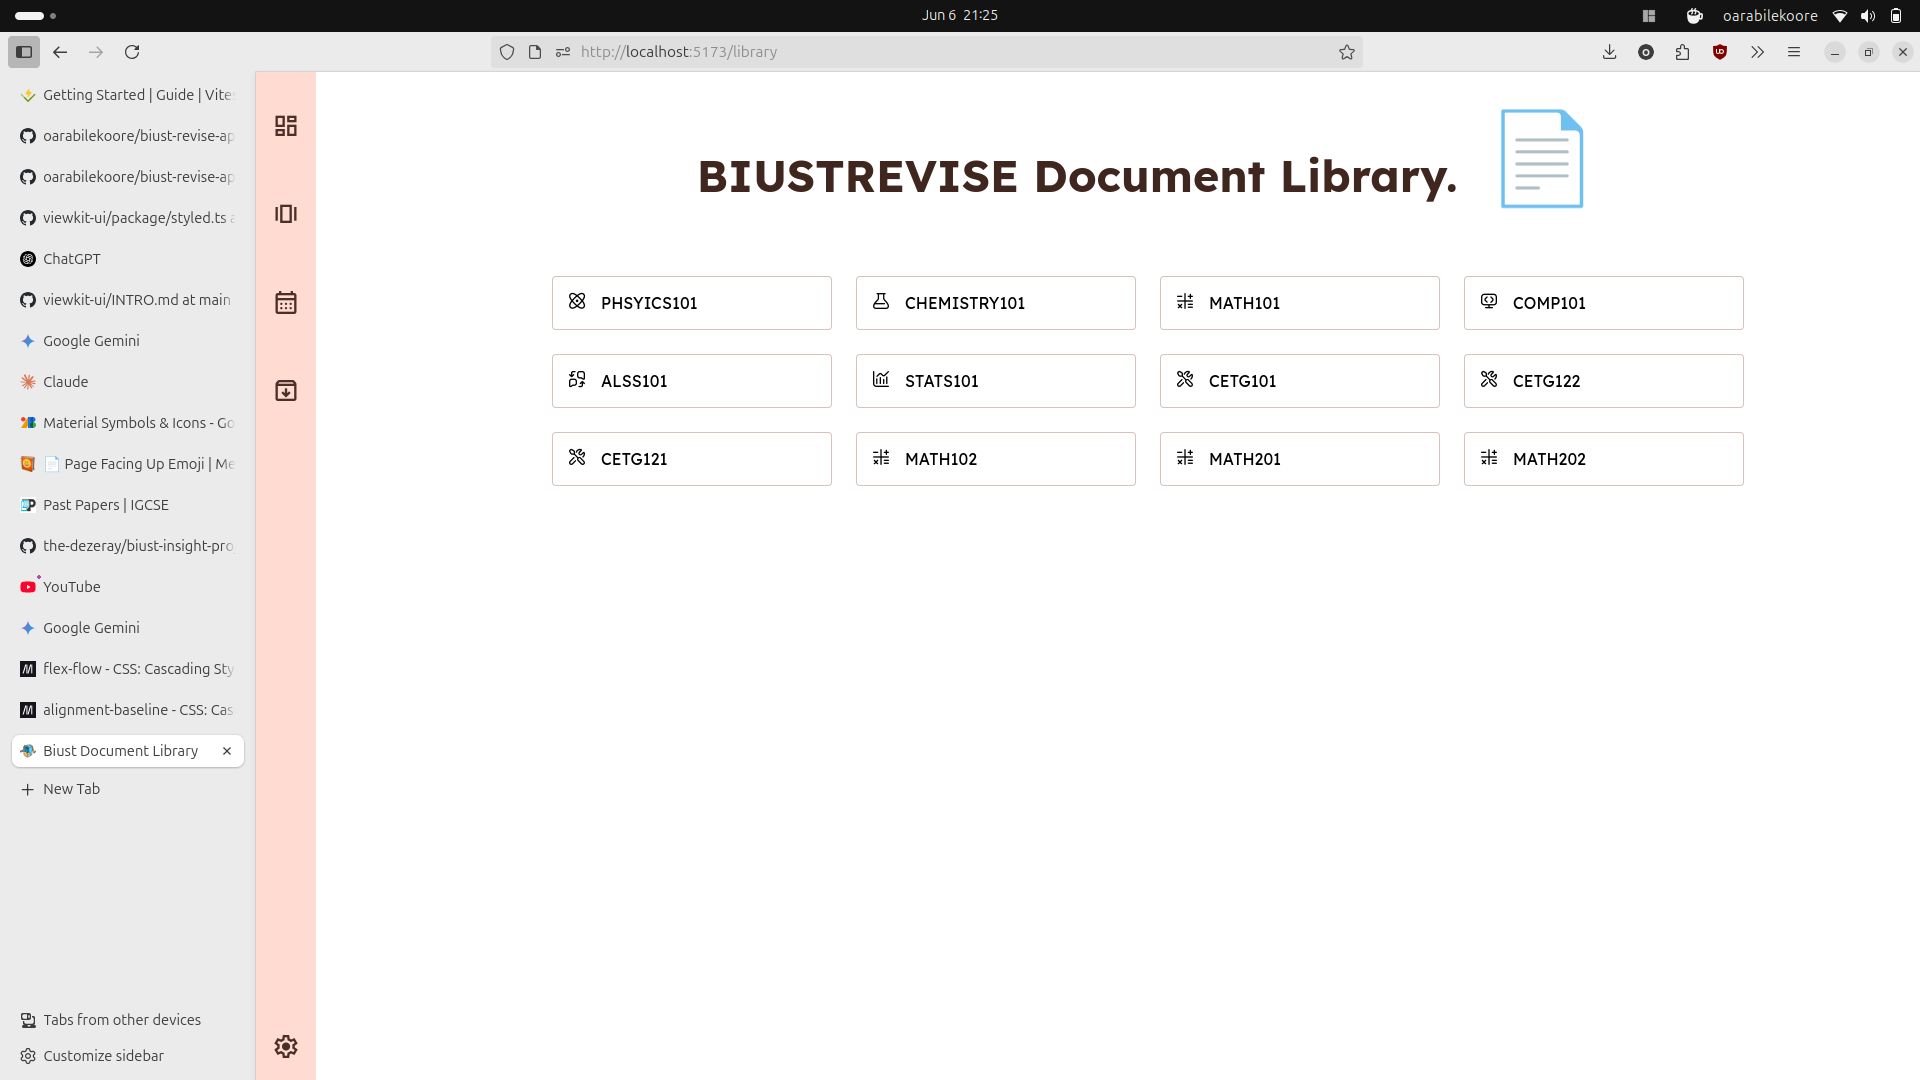 Jun 6 21:25
oarabilekoore
http://localhost:5173/library
Getting Started | Guide | Vite
oarabilekoore/biust-revise-ap
oarabilekoore/biust-revise-ap
viewkit-ui/package/styled.ts a
ChatGPT
viewkit-ui/INTRO.md at main
Google Gemini
Claude
Material Symbols & Icons - Go
📄 Page Facing Up Emoji | Me
Past Papers | IGCSE
the-dezeray/biust-insight-pro
YouTube
Google Gemini
flex-flow - CSS: Cascading Sty
alignment-baseline - CSS: Cas
Biust Document Library
New Tab
Tabs from other devices
Customize sidebar
BIUSTREVISE Document Library.
PHSYICS101
CHEMISTRY101
MATH101
COMP101
ALSS101
STATS101
CETG101
CETG122
CETG121
MATH102
MATH201
MATH202